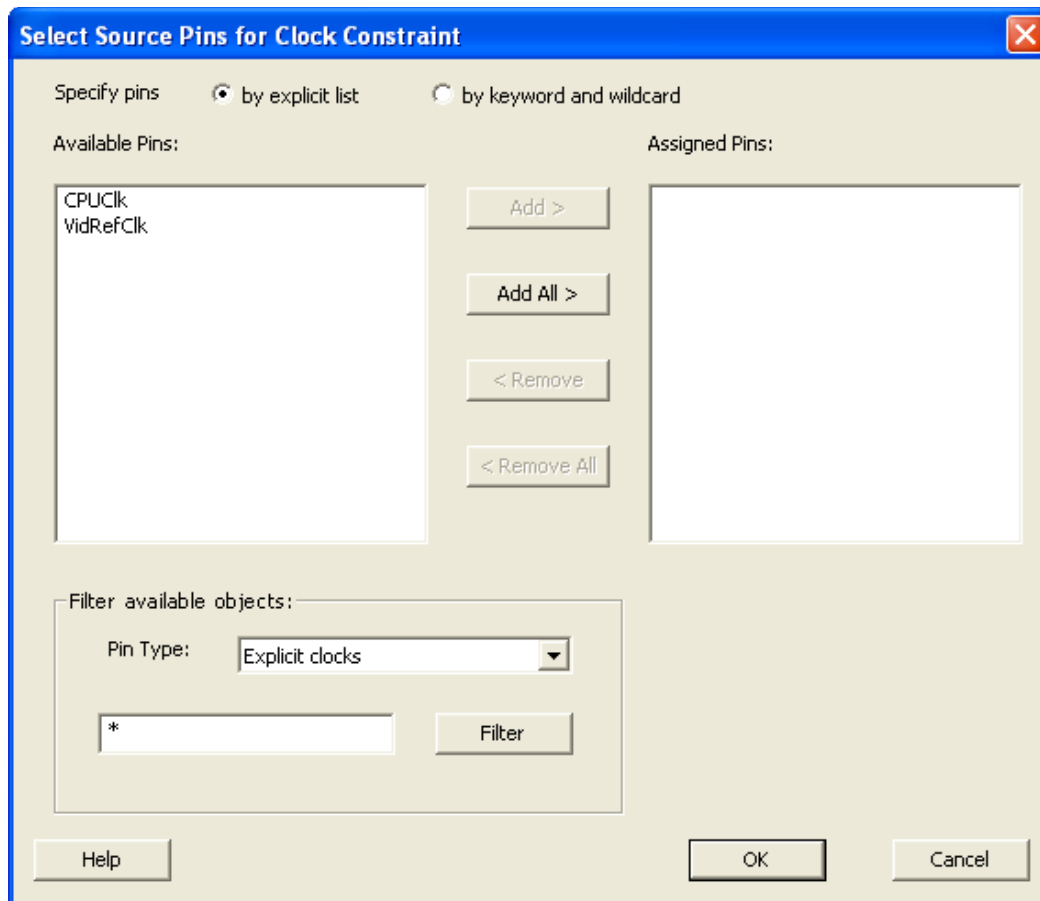 Select Source Pins for Clock Constraint
Specify pins by explicit list by keyword and wildcard
Available Pins: Assigned Pins:
CPUClk
VidRefClk
Add >
Add All >
< Remove
< Remove All
Filter available objects:
Pin Type: Explicit clocks
* Filter
Help OK Cancel